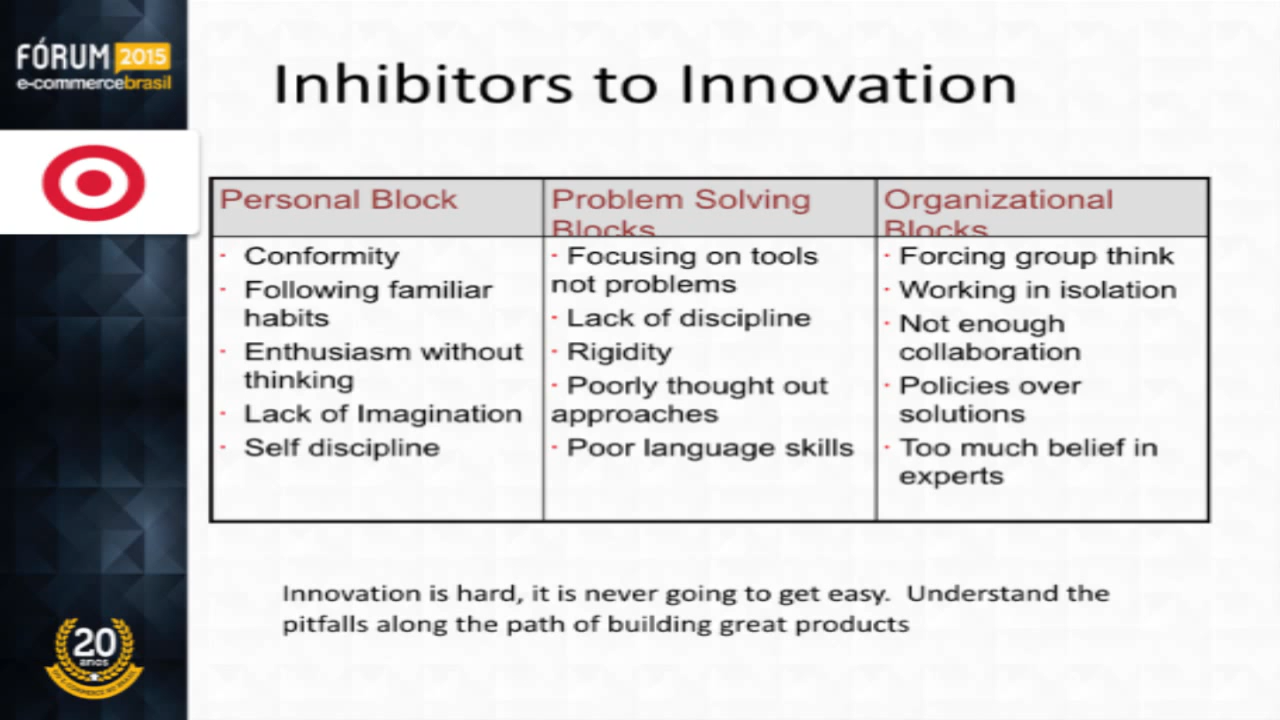 FÓRUM 2015
e-commercebrasil
Inhibitors to Innovation
Personal Block
Problem Solving
Blocks
Organizational
Blocks
· Conformity
· Following familiar
habits
· Enthusiasm without
thinking
· Lack of Imagination
· Self discipline
· Focusing on tools
not problems
· Lack of discipline
· Rigidity
· Poorly thought out
approaches
· Poor language skills
· Forcing group think
· Working in isolation
· Not enough
collaboration
· Policies over
solutions
· Too much belief in
experts
Innovation is hard, it is never going to get easy. Understand the
pitfalls along the path of building great products
20
anos